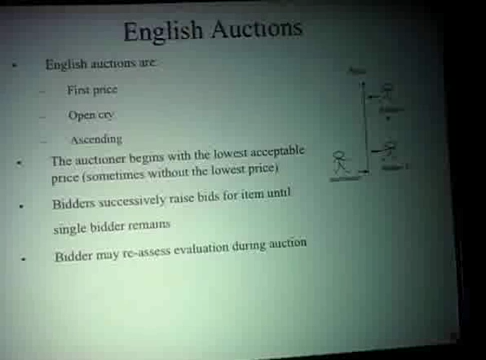 English Auctions
English auctions are
First price
Open cry
Ascending
The auctioner begins with the lowest acceptable
price (sometimes without the lowest price)
Bidders successively raise bids for item until
single bidder remains
Bidder may re-assess evaluation during auction